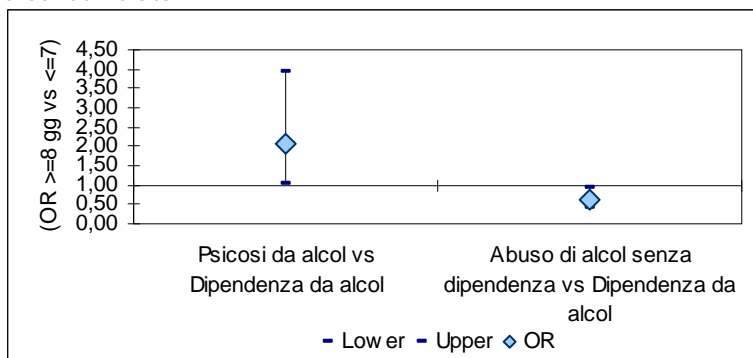 (OR >=8 gg vs <=7)
4,50
4,00
3,50
3,00
2,50
2,00
1,50
1,00
0,50
0,00
Psicosi da alcol vs
Dipendenza da alcol
Abuso di alcol senza
dipendenza vs Dipendenza da
alcol
Lower Upper OR